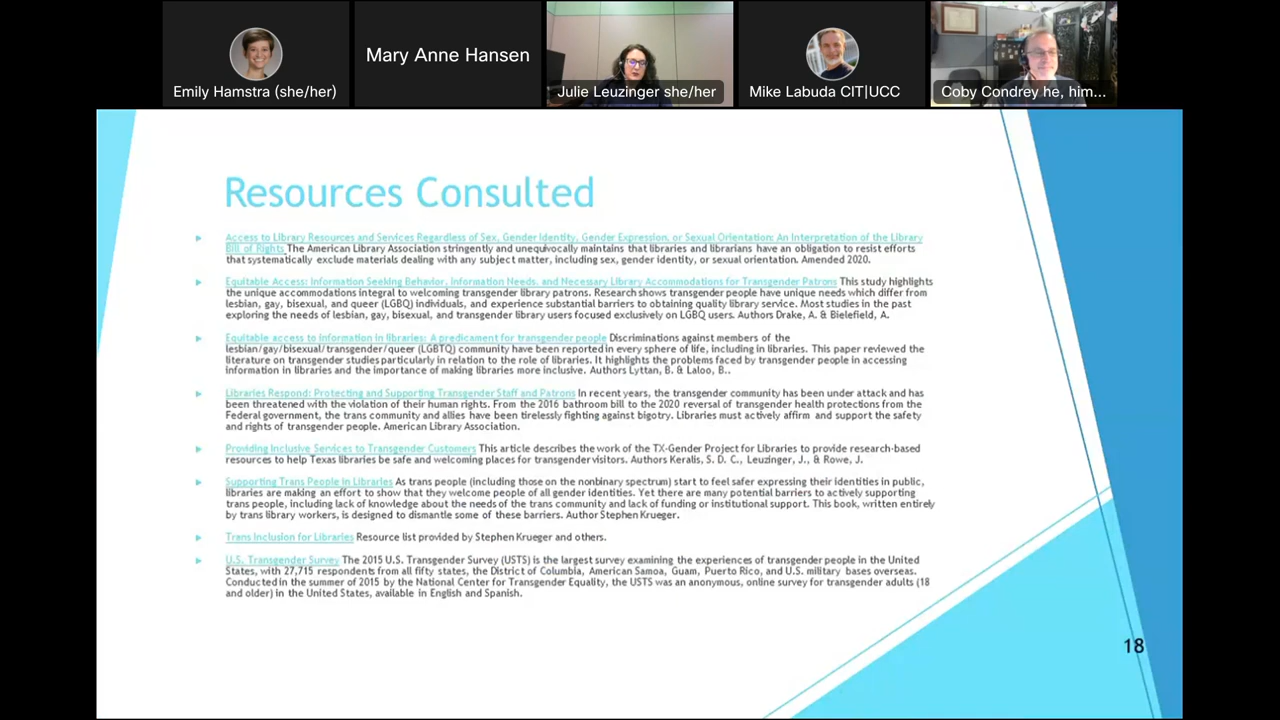 Emily Hamstra (she/her)
Mary Anne Hansen
Julie Leuzinger she/her
Mike Labuda CIT|UCC
Coby Condrey he, him...
Resources Consulted
Access to Library Resources and Services Regardless of Sex, Gender Identity, Gender Expression, or Sexual Orientation: An Interpretation of the Library
Bill of Rights The American Library Association stringently and unequivocally maintains that libraries and librarians have an obligation to resist efforts
that systematically exclude materials dealing with any subject matter, including sex, gender identity, or sexual orientation. Amended 2020.
Equitable Access: Information Seeking Behavior, Information Needs, and Necessary Library Accommodations for Transgender Patrons This study highlights
the unique accommodations integral to welcoming transgender library patrons. Research shows transgender people have unique needs which differ from
lesbian, gay, bisexual, and queer (LGBQ) individuals, and experience substantial barriers to obtaining quality library service. Most studies in the past
exploring the needs of lesbian, gay, bisexual, and transgender library users focused exclusively on LGBQ users. Authors Drake, A. & Bielefield, A.
Equitable access to information in libraries: A predicament for transgender people Discriminations against members of the
lesbian/gay/bisexual/transgender/queer (LGBTQ) community have been reported in every sphere of life, including in libraries. This paper reviewed the
literature on transgender studies particularly in relation to the role of libraries. It highlights the problems faced by transgender people in accessing
information in libraries and the importance of making libraries more inclusive. Authors Lyttan, B. & Laloo, B..
Libraries Respond: Protecting and Supporting Transgender Staff and Patrons In recent years, the transgender community has been under attack and has
been threatened with the violation of their human rights. From the 2016 bathroom bill to the 2020 reversal of transgender health protections from the
Federal government, the trans community and allies have been tirelessly fighting against bigotry. Libraries must actively affirm and support the safety
and rights of transgender people. American Library Association.
Providing Inclusive Services to Transgender Customers This article describes the work of the TX-Gender Project for Libraries to provide research-based
resources to help Texas libraries be safe and welcoming places for transgender visitors. Authors Keralis, S. D. C., Leuzinger, J., & Rowe, J.
Supporting Trans People in Libraries As trans people (including those on the nonbinary spectrum) start to feel safer expressing their identities in public,
libraries are making an effort to show that they welcome people of all gender identities. Yet there are many potential barriers to actively supporting
trans people, including lack of knowledge about the needs of the trans community and lack of funding or institutional support. This book, written entirely
by trans library workers, is designed to dismantle some of these barriers. Author Stephen Krueger.
Trans Inclusion for Libraries Resource list provided by Stephen Krueger and others.
U.S. Transgender Survey The 2015 U.S. Transgender Survey (USTS) is the largest survey examining the experiences of transgender people in the United
States, with 27,715 respondents from all fifty states, the District of Columbia, American Samoa, Guam, Puerto Rico, and U.S. military bases overseas.
Conducted in the summer of 2015 by the National Center for Transgender Equality, the USTS was an anonymous, online survey for transgender adults (18
and older) in the United States, available in English and Spanish.
18